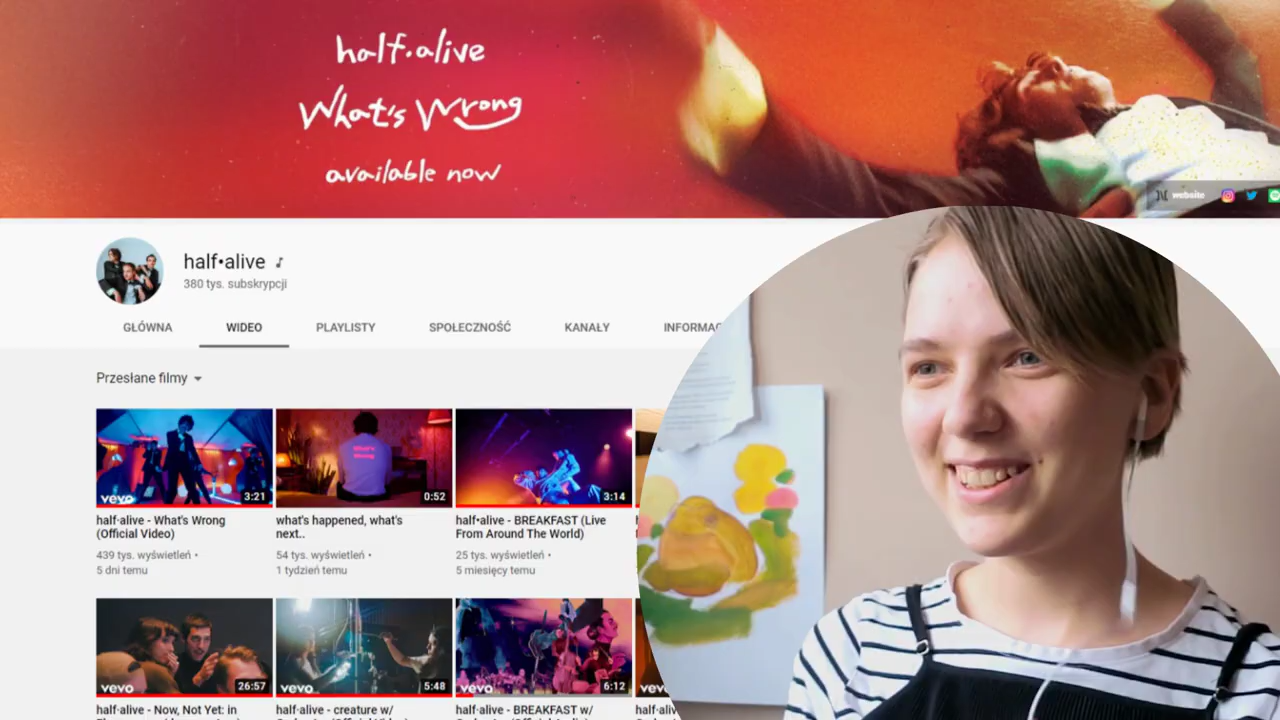 half·alive
What's Wrong
available now
website
half•alive
380 tys. subskrypcji
GŁÓWNA WIDEO PLAYLISTY SPOŁECZNOŚĆ KANAŁY INFORMAC
Przesłane filmy
vevo 3:21
what's wrong
0:52
3:14
half·alive - What's Wrong
(Official Video)
439 tys. wyświetleń •
5 dni temu
what's happened, what's
next..
54 tys. wyświetleń •
1 tydzień temu
half•alive - BREAKFAST (Live
From Around The World)
25 tys. wyświetleń •
5 miesięcy temu
vevo 26:57
vevo 5:48
vevo 6:12
vevo
half·alive - Now, Not Yet: in
half·alive - creature w/
half·alive - BREAKFAST w/